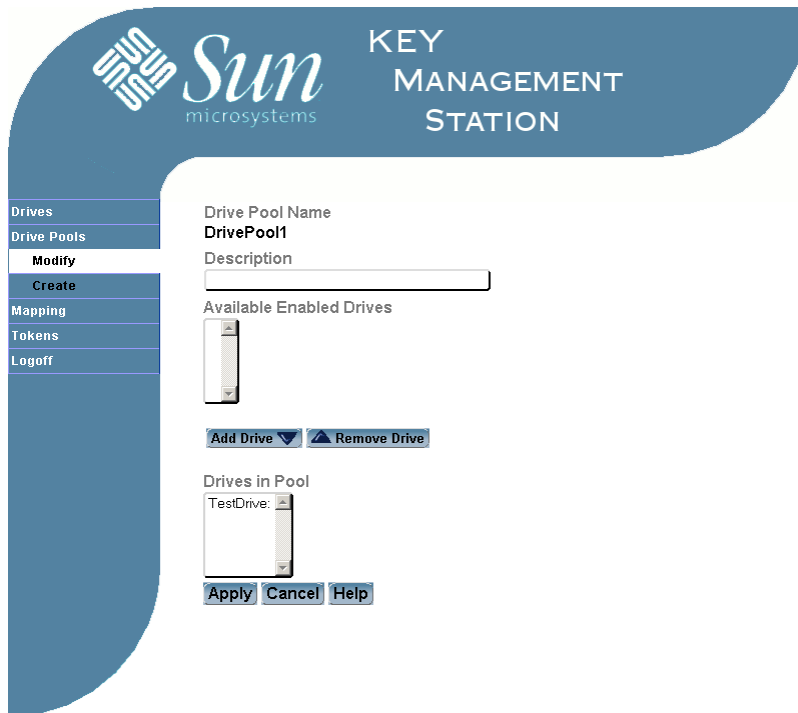 Sun
microsystems
KEY
MANAGEMENT
STATION
Drives
Drive Pools
Modify
Create
Mapping
Tokens
Logoff
Drive Pool Name
DrivePool1
Description
Available Enabled Drives
Add Drive Remove Drive
Drives in Pool
TestDrive:
Apply Cancel Help